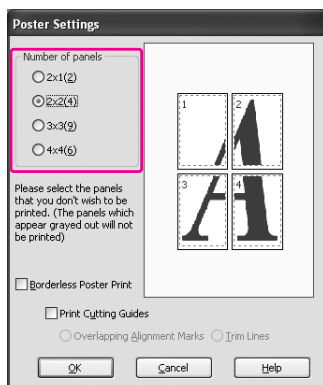 Poster Settings
Number of panels
2x1(2)
2x2(4)
3x3(9)
4x4(6)
1
2
3
4
Please select the panels
that you don't wish to be
printed. (The panels which
appear grayed out will not
be printed)
Borderless Poster Print
Print Cutting Guides
Overlapping Alignment Marks
Trim Lines
OK
Cancel
Help